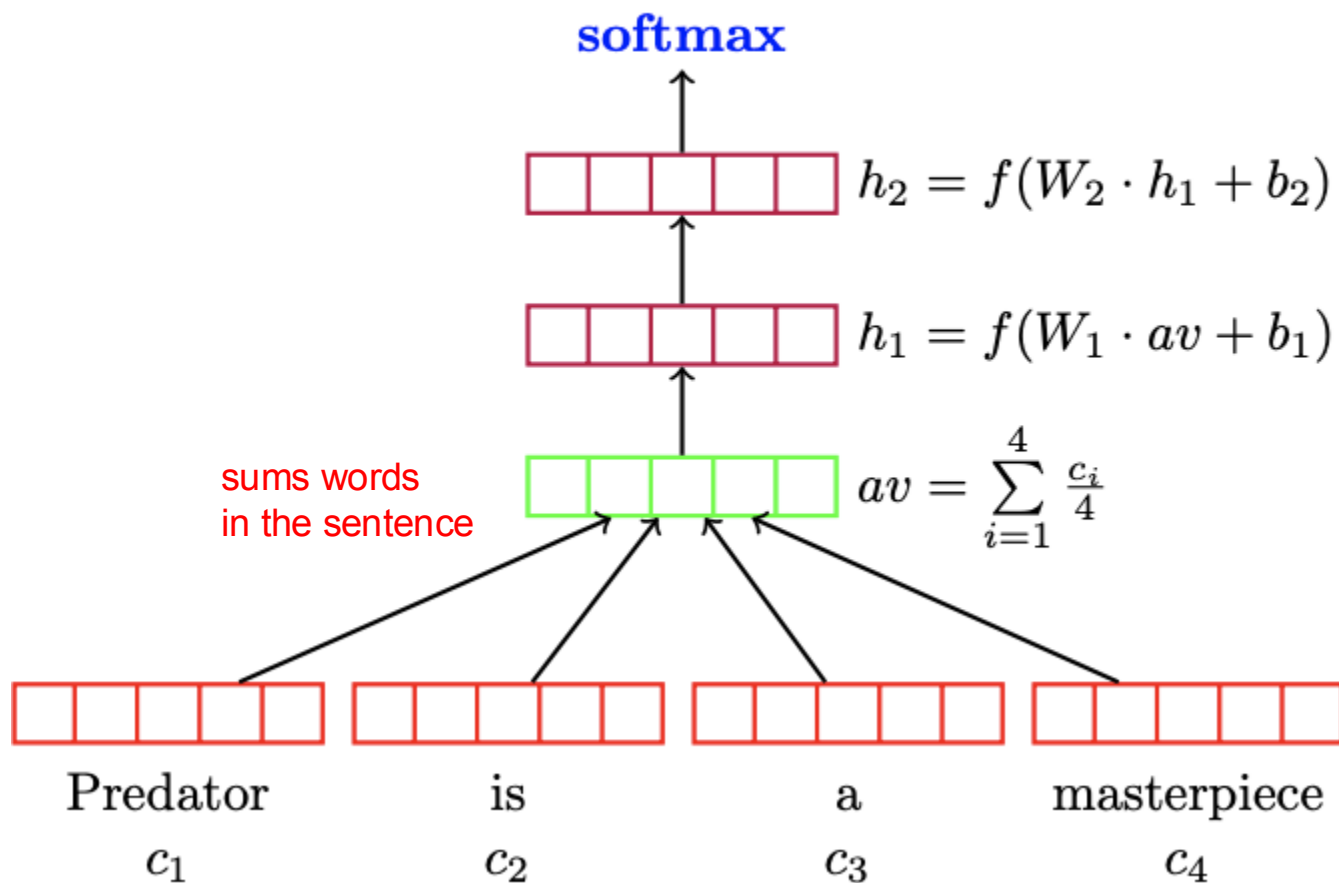 softmax
h₂ = f(W₂ · h₁ + b₂)
h₁ = f(W₁ · av + b₁)
sums words
in the sentence
av = ∑_{i=1}^{4} c_i/4
Predator is a masterpiece
c₁ c₂ c₃ c₄